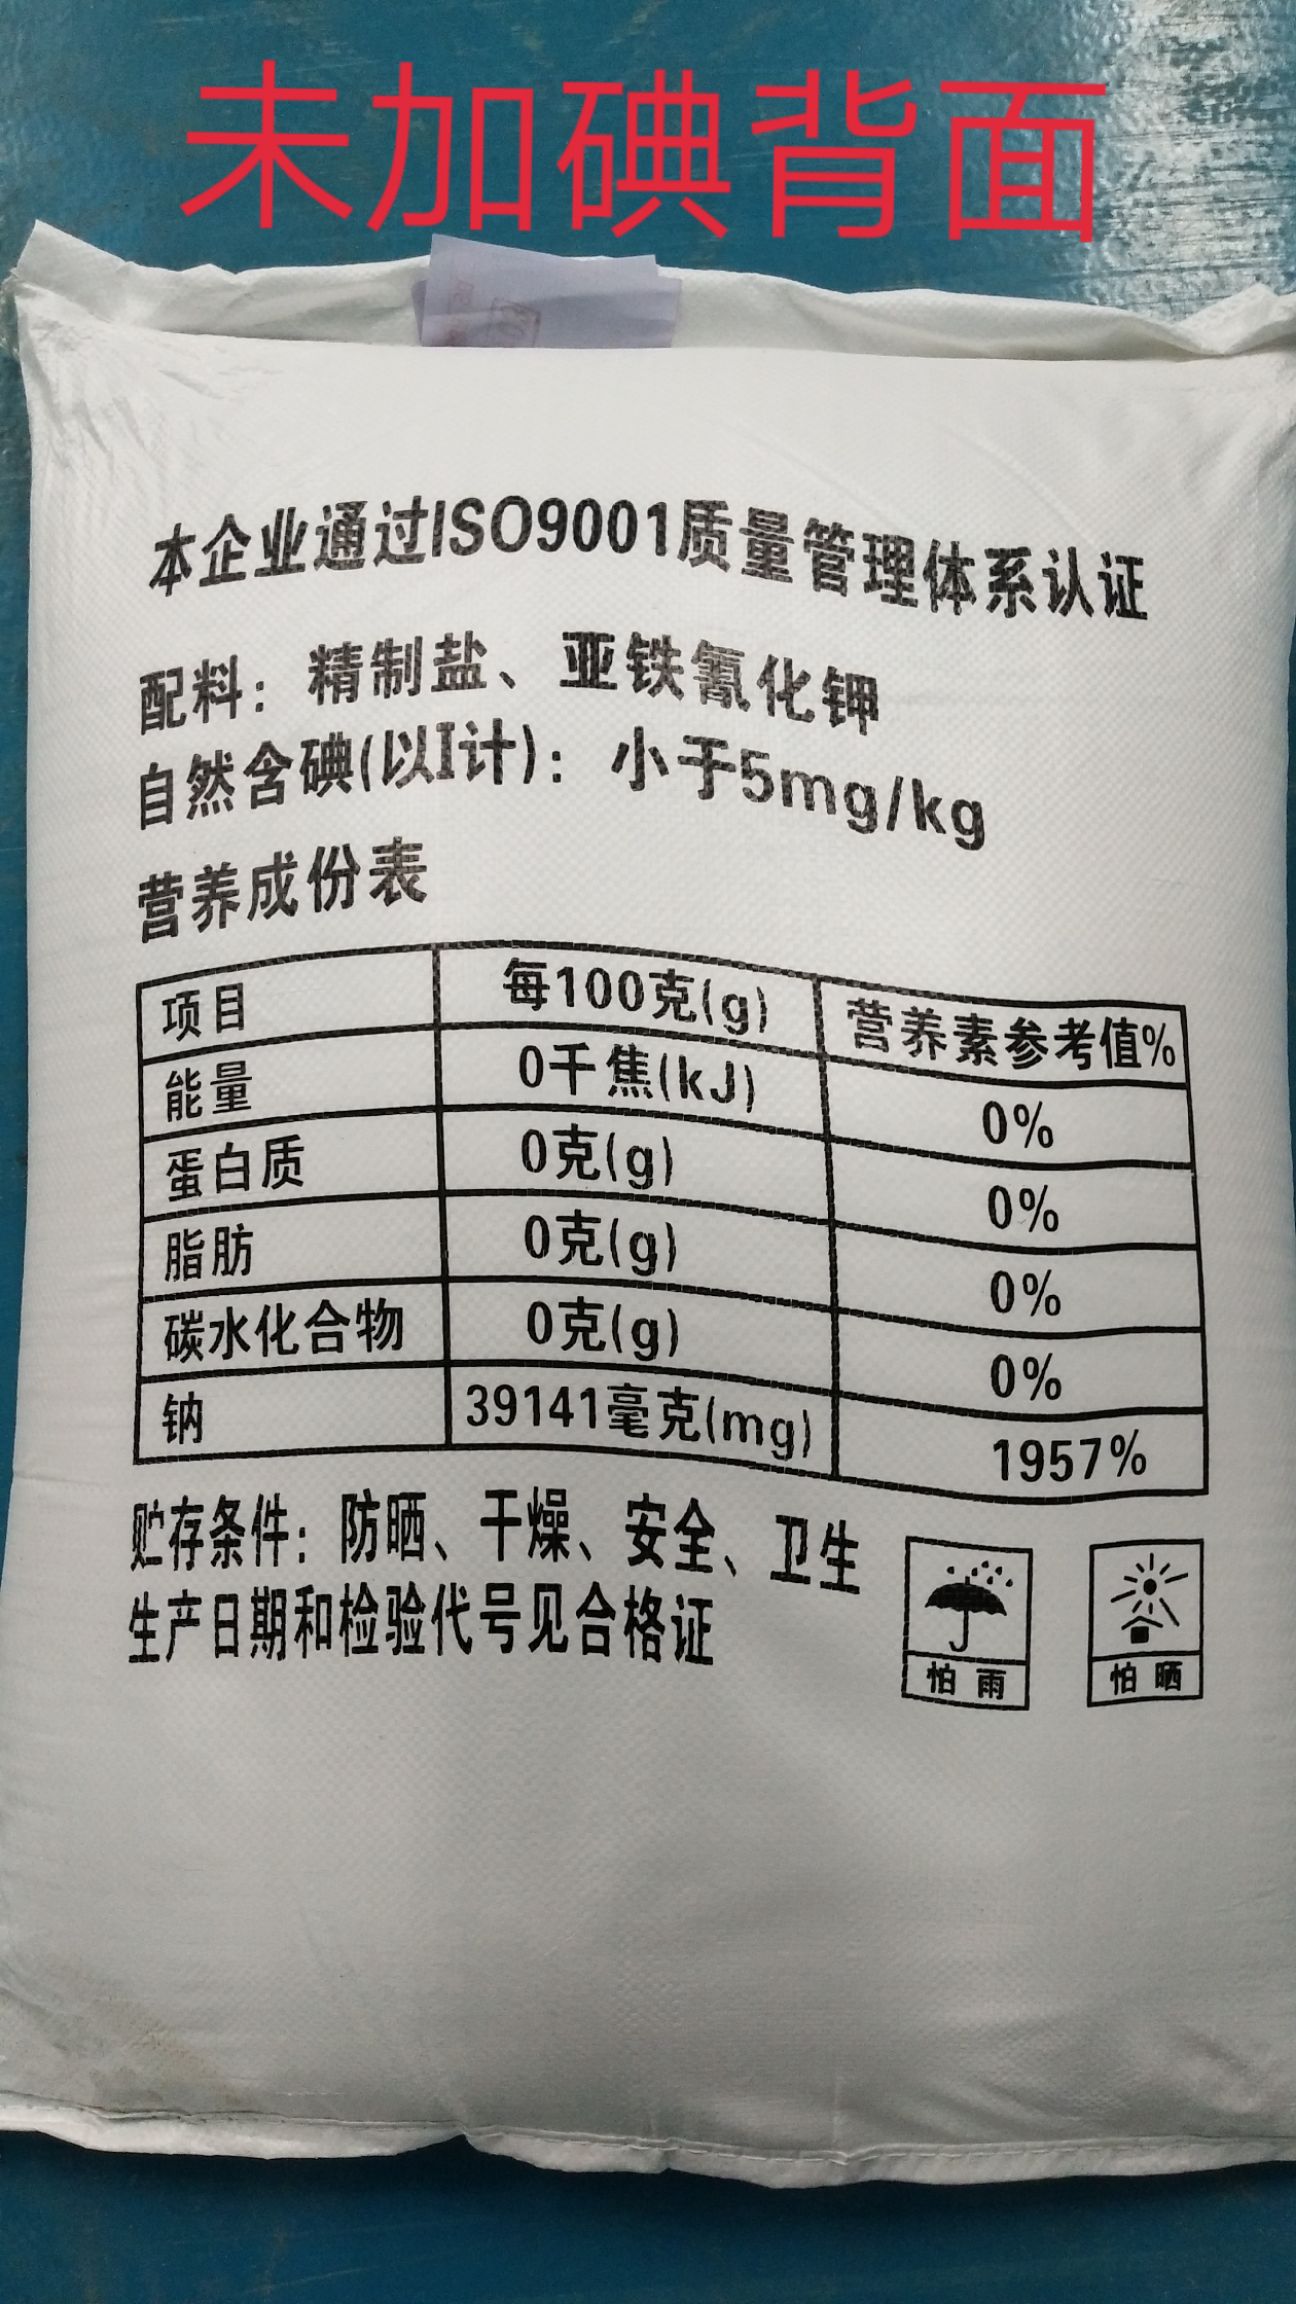 未加碘背面
本企业通过ISO9001质量管理体系认证
配料：精制盐、亚铁氰化钾
自然含碘(以I计)：小于5mg/kg
营养成份表
项目 每100克(g) 营养素参考值%
能量 0千焦(kJ) 0%
蛋白质 0克(g) 0%
脂肪 0克(g) 0%
碳水化合物 0克(g) 0%
钠 39141毫克(mg) 1957%
贮存条件：防晒、干燥、安全、卫生
生产日期和检验代号见合格证
怕雨 怕晒